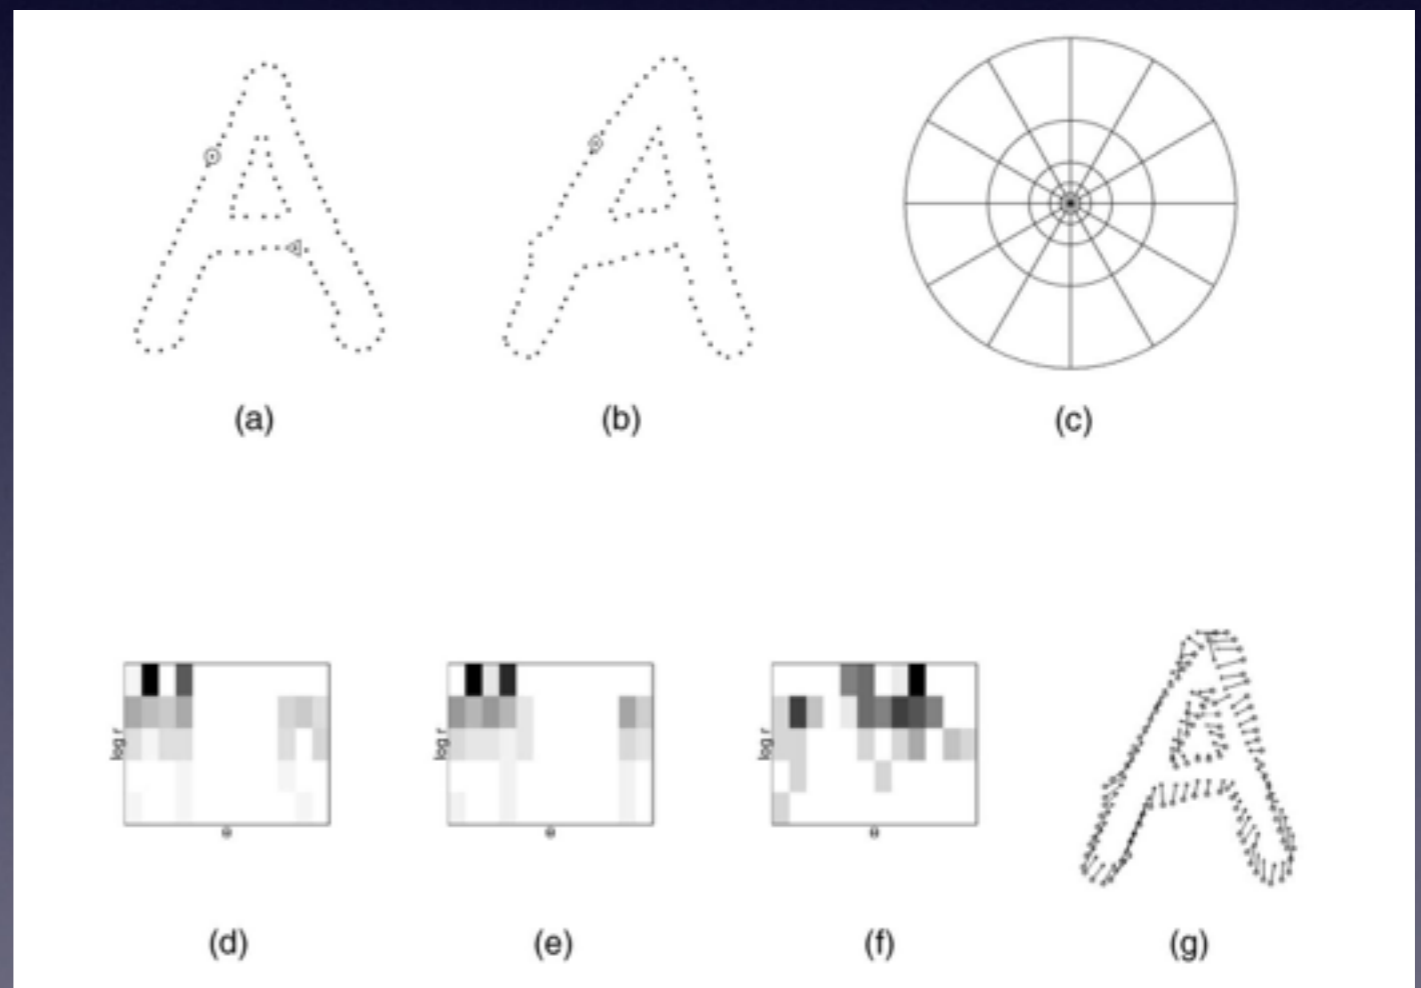 (a) (b) (c)
log r log r log r
θ θ θ
(d) (e) (f) (g)